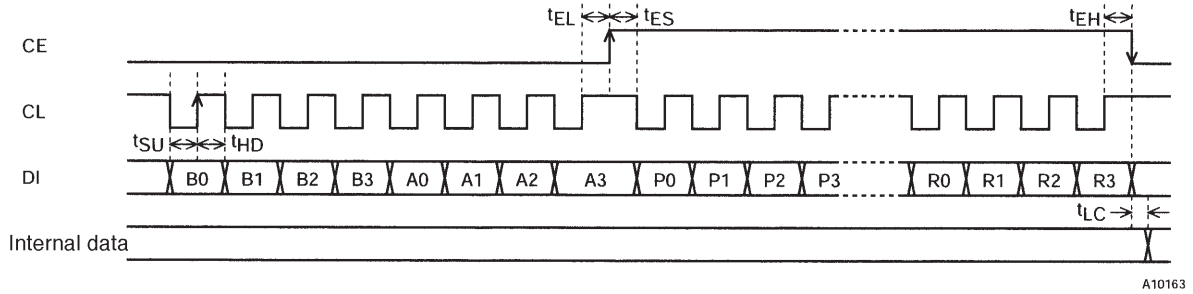 tEL tES tEH
CE
CL
tSU tHD
DI B0 B1 B2 B3 A0 A1 A2 A3 P0 P1 P2 P3 R0 R1 R2 R3
tLC
Internal data
A10163